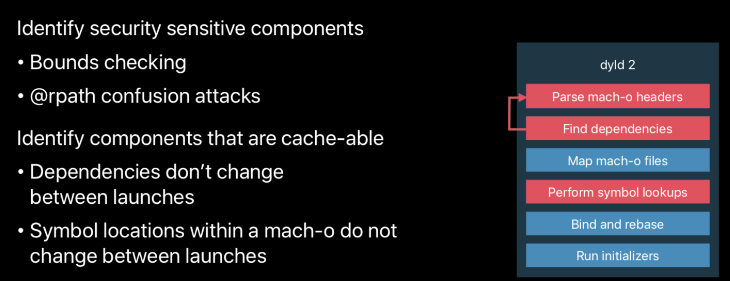 Identify security sensitive components
• Bounds checking
• @rpath confusion attacks
Identify components that are cache-able
• Dependencies don’t change
between launches
• Symbol locations within a mach-o do not
change between launches
dyld 2
Parse mach-o headers
Find dependencies
Map mach-o files
Perform symbol lookups
Bind and rebase
Run initializers